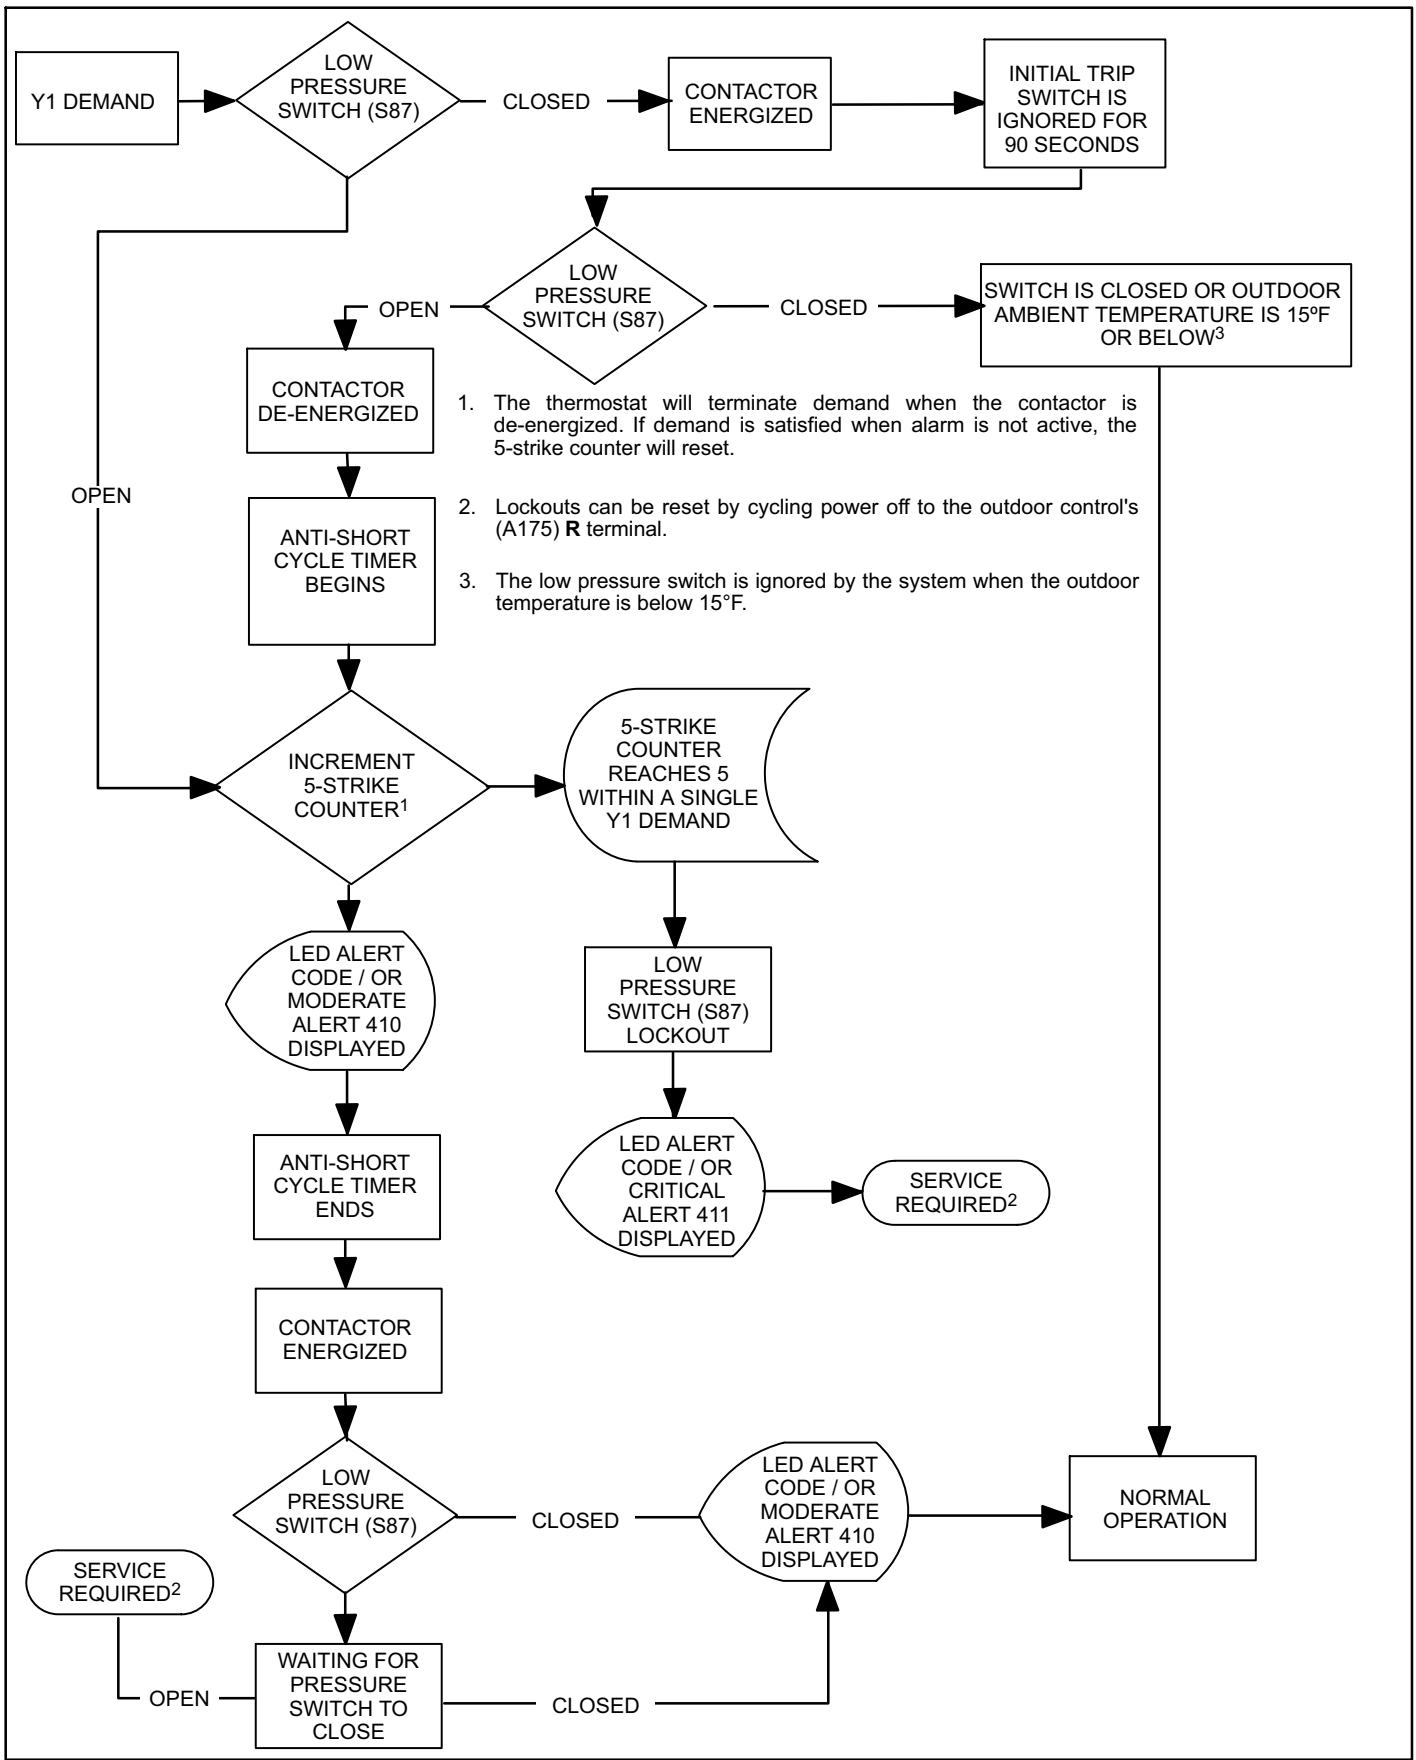 Y1 DEMAND
LOW
PRESSURE
SWITCH (S87)
CLOSED
CONTACTOR
ENERGIZED
INITIAL TRIP
SWITCH IS
IGNORED FOR
90 SECONDS
LOW
PRESSURE
SWITCH (S87)
OPEN
CLOSED
SWITCH IS CLOSED OR OUTDOOR
AMBIENT TEMPERATURE IS 15ºF
OR BELOW3
CONTACTOR
DE-ENERGIZED
1. The thermostat will terminate demand when the contactor is
de-energized. If demand is satisfied when alarm is not active, the
5-strike counter will reset.
OPEN
2. Lockouts can be reset by cycling power off to the outdoor control's
(A175) R terminal.
ANTI-SHORT
CYCLE TIMER
BEGINS
3. The low pressure switch is ignored by the system when the outdoor
temperature is below 15°F.
INCREMENT
5-STRIKE
COUNTER1
5-STRIKE
COUNTER
REACHES 5
WITHIN A SINGLE
Y1 DEMAND
LED ALERT
CODE / OR
MODERATE
ALERT 410
DISPLAYED
LOW
PRESSURE
SWITCH (S87)
LOCKOUT
ANTI-SHORT
CYCLE TIMER
ENDS
LED ALERT
CODE / OR
CRITICAL
ALERT 411
DISPLAYED
SERVICE
REQUIRED2
CONTACTOR
ENERGIZED
LOW
PRESSURE
SWITCH (S87)
CLOSED
LED ALERT
CODE / OR
MODERATE
ALERT 410
DISPLAYED
NORMAL
OPERATION
SERVICE
REQUIRED2
OPEN
WAITING FOR
PRESSURE
SWITCH TO
CLOSE
CLOSED